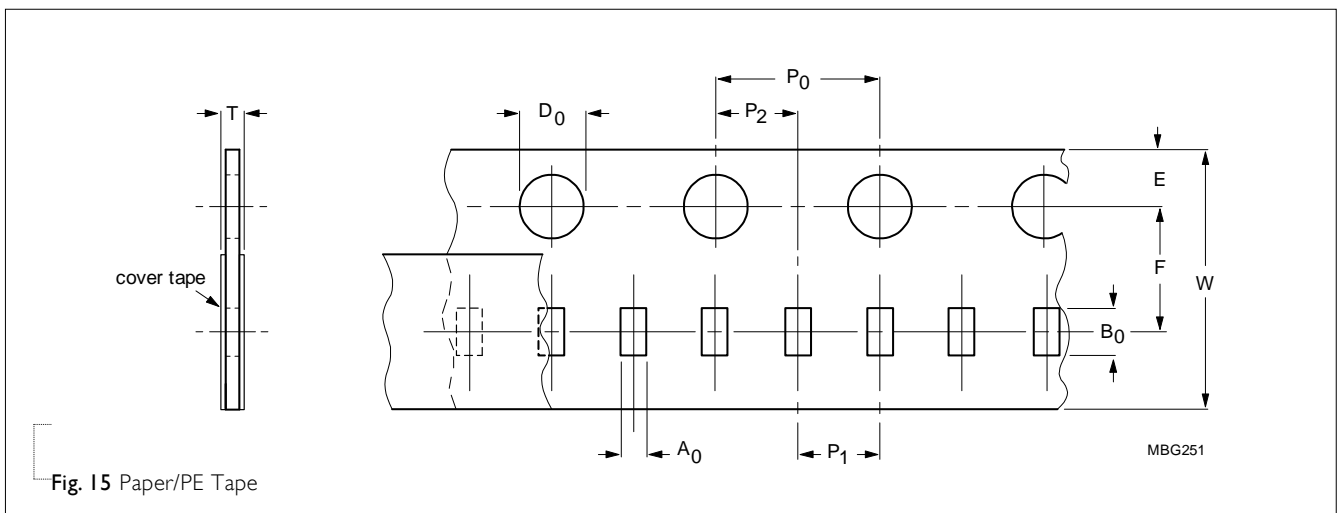 P0
T
D0
P2
E
F
W
cover tape
B0
A0
P1
MBG251
Fig. 15 Paper/PE Tape